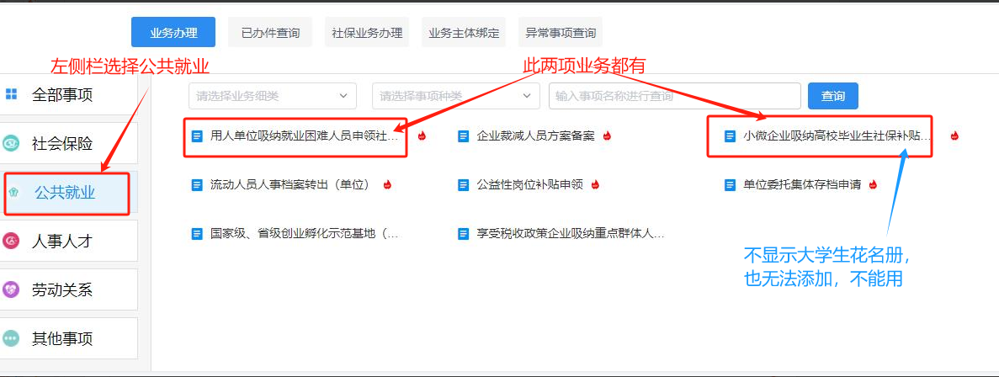 业务办理
已办件查询
社保业务办理
业务主体绑定
异常事项查询
左侧栏选择公共就业
此两项业务都有
全部事项
社会保险
公共就业
人事人才
劳动关系
其他事项
请选择业务细类
请选择事项种类
输入事项名称进行查询
查询
用人单位吸纳就业困难人员申领社...
企业裁减人员方案备案
小微企业吸纳高校毕业生社保补贴...
流动人员人事档案转出（单位）
公益性岗位补贴申领
单位委托集体存档申请
国家级、省级创业孵化示范基地（...
享受税收政策企业吸纳重点群体人...
不显示大学生花名册，
也无法添加，不能用